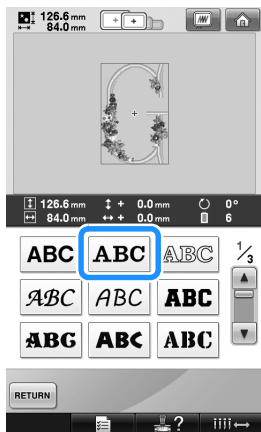 126.6 mm
84.0 mm
126.6 mm + 0.0 mm 0°
84.0 mm + 0.0 mm 6
ABC ABC ABC 1/3
ABC ABC ABC
ABC ABC ABC
RETURN
?